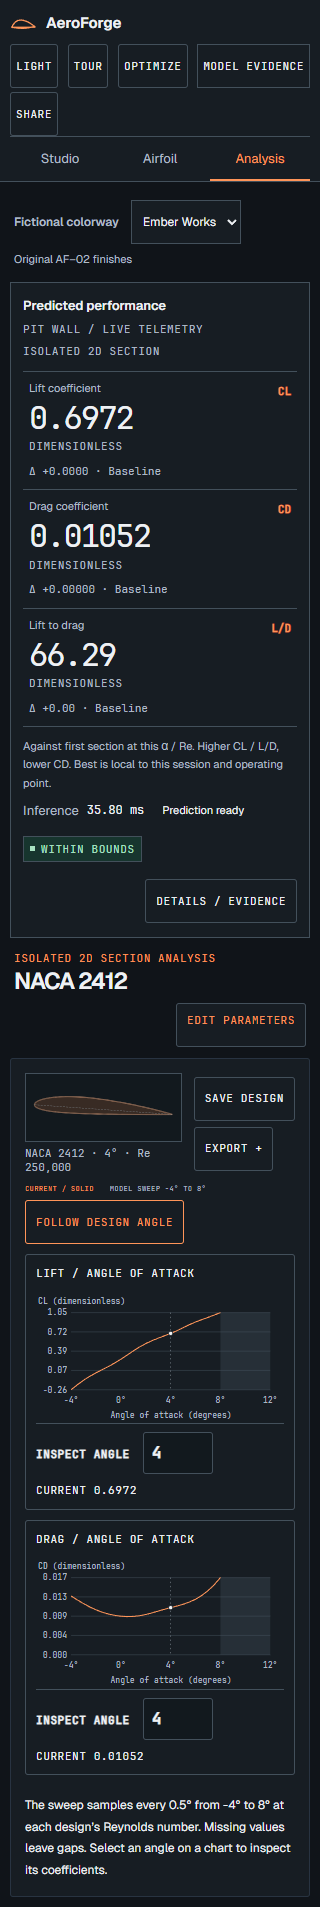 AeroForge
LIGHT TOUR OPTIMIZE MODEL EVIDENCE
SHARE
Studio Airfoil Analysis
Fictional colorway Ember Works
Original AF-02 finishes
Predicted performance
PIT WALL / LIVE TELEMETRY
ISOLATED 2D SECTION
Lift coefficient CL
0.6972
DIMENSIONLESS
Δ +0.0000 · Baseline
Drag coefficient CD
0.01052
DIMENSIONLESS
Δ +0.00000 · Baseline
Lift to drag L/D
66.29
DIMENSIONLESS
Δ +0.00 · Baseline
Against first section at this α / Re. Higher CL / L/D,
lower CD. Best is local to this session and operating
point.
Inference 35.80 ms Prediction ready
WITHIN BOUNDS
DETAILS / EVIDENCE
ISOLATED 2D SECTION ANALYSIS
NACA 2412
EDIT PARAMETERS
SAVE DESIGN
EXPORT +
NACA 2412 · 4° · Re
250,000
CURRENT / SOLID MODEL SWEEP -4° TO 8°
FOLLOW DESIGN ANGLE
LIFT / ANGLE OF ATTACK
CL (dimensionless)
1.05
0.72
0.39
0.07
-0.26
-4° 0° 4° 8° 12°
Angle of attack (degrees)
INSPECT ANGLE 4
CURRENT 0.6972
DRAG / ANGLE OF ATTACK
CD (dimensionless)
0.017
0.013
0.009
0.004
0.000
-4° 0° 4° 8° 12°
Angle of attack (degrees)
INSPECT ANGLE 4
CURRENT 0.01052
The sweep samples every 0.5° from -4° to 8° at
each design's Reynolds number. Missing values
leave gaps. Select an angle on a chart to inspect
its coefficients.